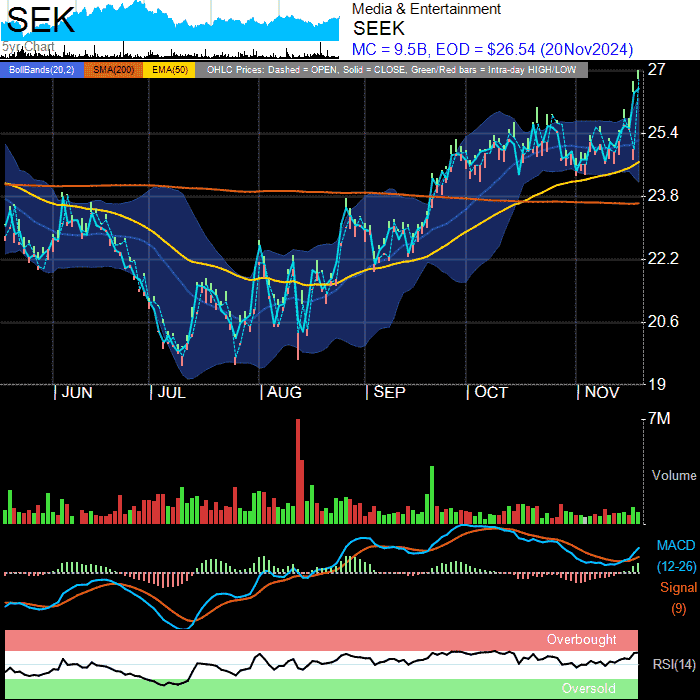 SEK
5yr Chart
Media & Entertainment
SEEK
MC = 9.5B, EOD = $26.54 (20Nov2024)
BollBands(20,2) SMA(200) EMA(50) OHLC Prices: Dashed = OPEN, Solid = CLOSE, Green/Red bars = Intra-day HIGH/LOW
27
25.4
23.8
22.2
20.6
19
| JUN | JUL | AUG | SEP | OCT | NOV
7M
Volume
MACD
(12-26)
Signal
(9)
Overbought
RSI(14)
Oversold